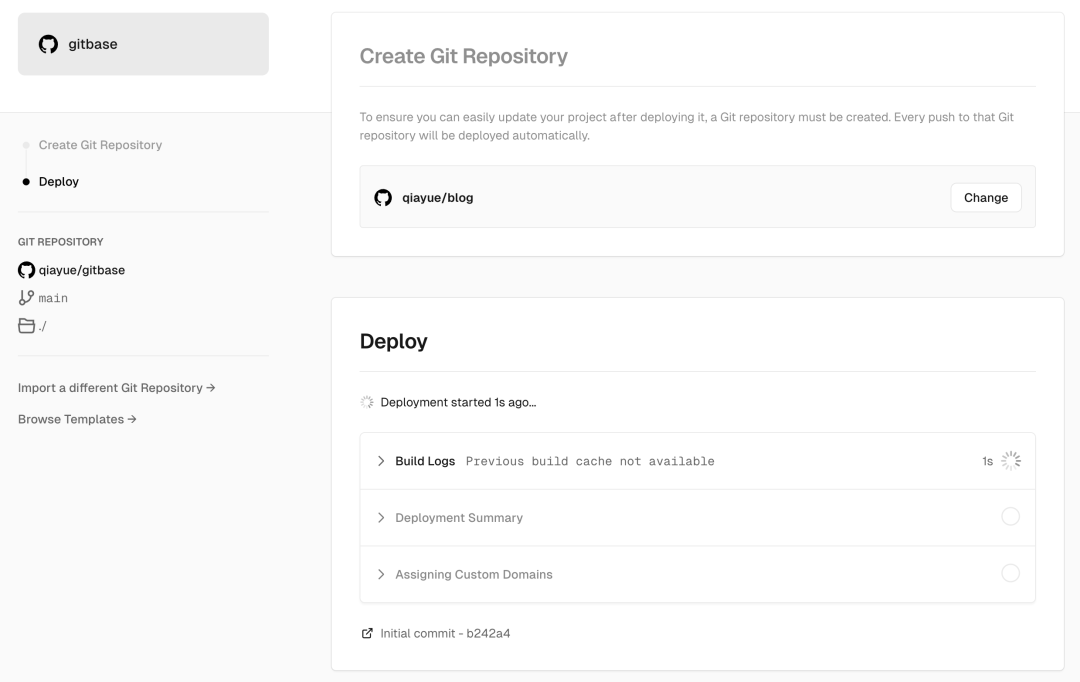 gitbase
Create Git Repository
Deploy
GIT REPOSITORY
qiayue/gitbase
main
./
Import a different Git Repository →
Browse Templates →
Create Git Repository
To ensure you can easily update your project after deploying it, a Git repository must be created. Every push to that Git
repository will be deployed automatically.
qiayue/blog
Change
Deploy
Deployment started 1s ago...
Build Logs Previous build cache not available 1s
Deployment Summary
Assigning Custom Domains
Initial commit - b242a4